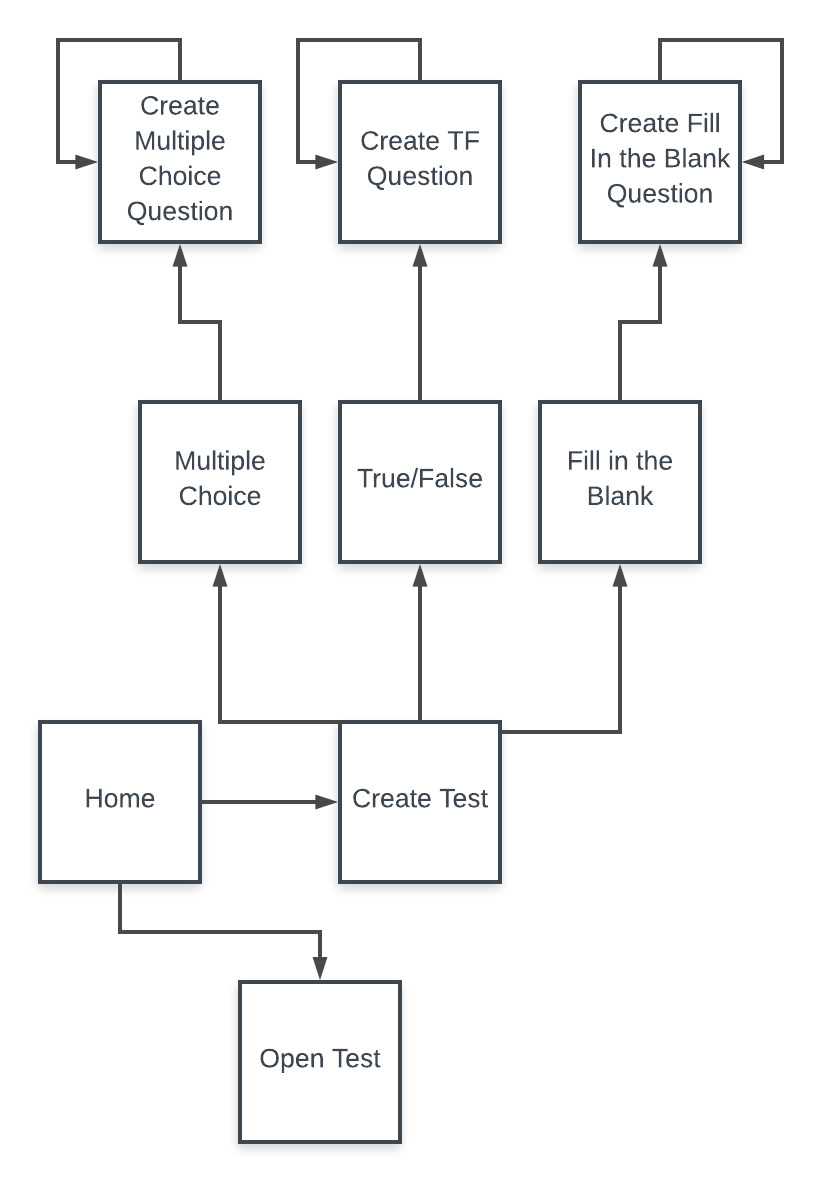 Create
Multiple
Choice
Question
Create TF
Question
Create Fill
In the Blank
Question
Multiple
Choice
True/False
Fill in the
Blank
Home
Create Test
Open Test